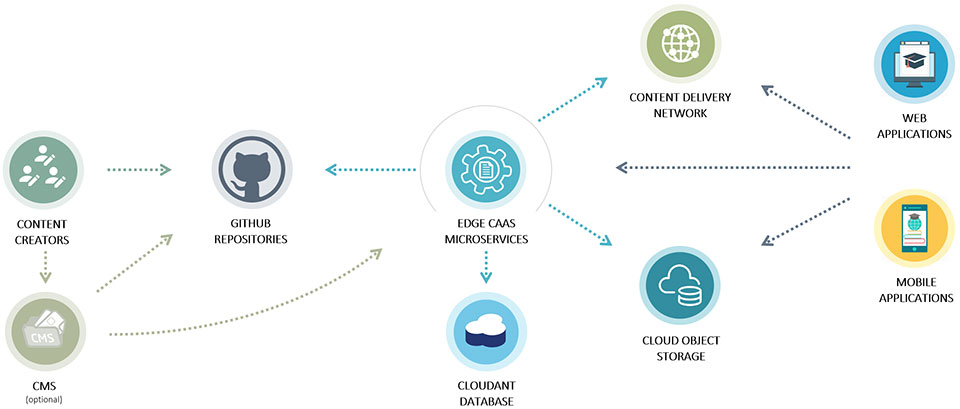 CONTENT DELIVERY
NETWORK
WEB
APPLICATIONS
CONTENT
CREATORS
GITHUB
REPOSITORIES
EDGE CAAS
MICROSERVICES
MOBILE
APPLICATIONS
CMS
CLOUD OBJECT
STORAGE
CMS
(optional)
CLOUDANT
DATABASE